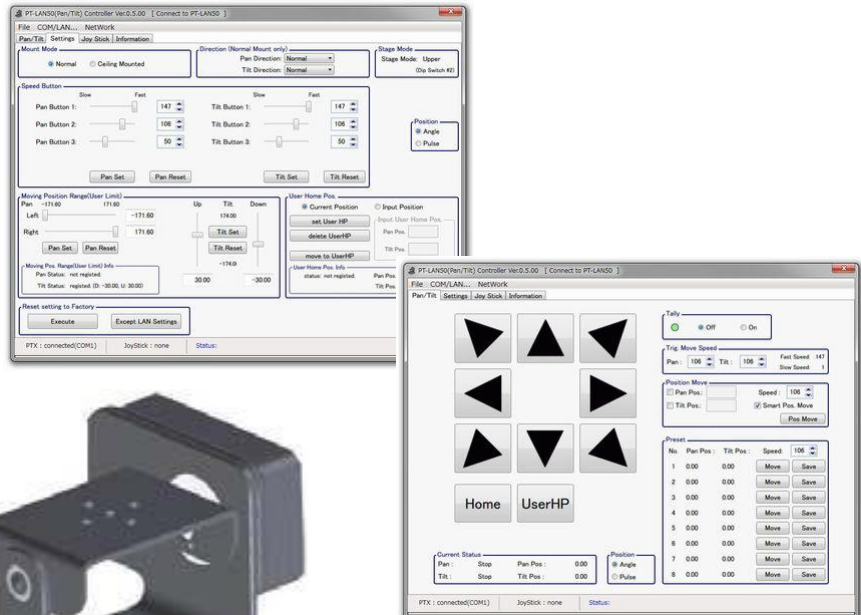 PT-LAN50(Pan/Tilt) Controller Ver.0.5.00 [ Connect to PT-LAN50 ]
File COM/LAN... NetWork
Pan/Tilt Settings Joy Stick Information
Mount Mode
Normal Ceiling Mounted
Direction (Normal Mount only)
Pan Direction: Normal
Tilt Direction: Normal
Stage Mode
Stage Mode: Upper
(Dip Switch #2)
Speed Button
Slow Fast Slow Fast
Pan Button 1: 147 Tilt Button 1: 147
Pan Button 2: 106 Tilt Button 2: 106
Pan Button 3: 50 Tilt Button 3: 50
Pan Set Pan Reset Tilt Set Tilt Reset
Position
Angle
Pulse
Moving Position Range(User Limit)
Pan -171.60 171.60 Up Tilt Down
Left -171.60 174.00
Right 171.60 Tilt Set
Pan Set Pan Reset Tilt Reset
-174.0
30.00 -30.00
Moving Pos. Range(User Limit) Info
Pan Status: not registed.
Tilt Status: registed. (D: -30.00, U: 30.00)
User Home Pos.
Current Position Input Position
set User HP
delete UserHP
move to UserHP
Input User Home Pos.
Pan Pos.
Tilt Pos.
User Home Pos. Info
status: not registed. Pan Pos.
Tilt Pos.
Reset setting to Factory
Execute Except LAN Settings
PTX : connected(COM1) JoyStick : none Status:
PT-LAN50(Pan/Tilt) Controller Ver.0.5.00 [ Connect to PT-LAN50 ]
File COM/LAN... NetWork
Pan/Tilt Settings Joy Stick Information
Home UserHP
Current Status
Pan : Stop Pan Pos : 0.00
Tilt : Stop Tilt Pos : 0.00
Position
Angle
Pulse
Tally
Off On
Trig. Move Speed
Pan : 106 Tilt : 106 Fast Speed 147
Slow Speed 1
Position Move
Pan Pos.: Speed : 106
Tilt Pos.: Smart Pos. Move
Pos Move
Preset
No. Pan Pos : Tilt Pos : Speed 106
1 0.00 0.00 Move Save
2 0.00 0.00 Move Save
3 0.00 0.00 Move Save
4 0.00 0.00 Move Save
5 0.00 0.00 Move Save
6 0.00 0.00 Move Save
7 0.00 0.00 Move Save
8 0.00 0.00 Move Save
PTX : connected(COM1) JoyStick : none Status: